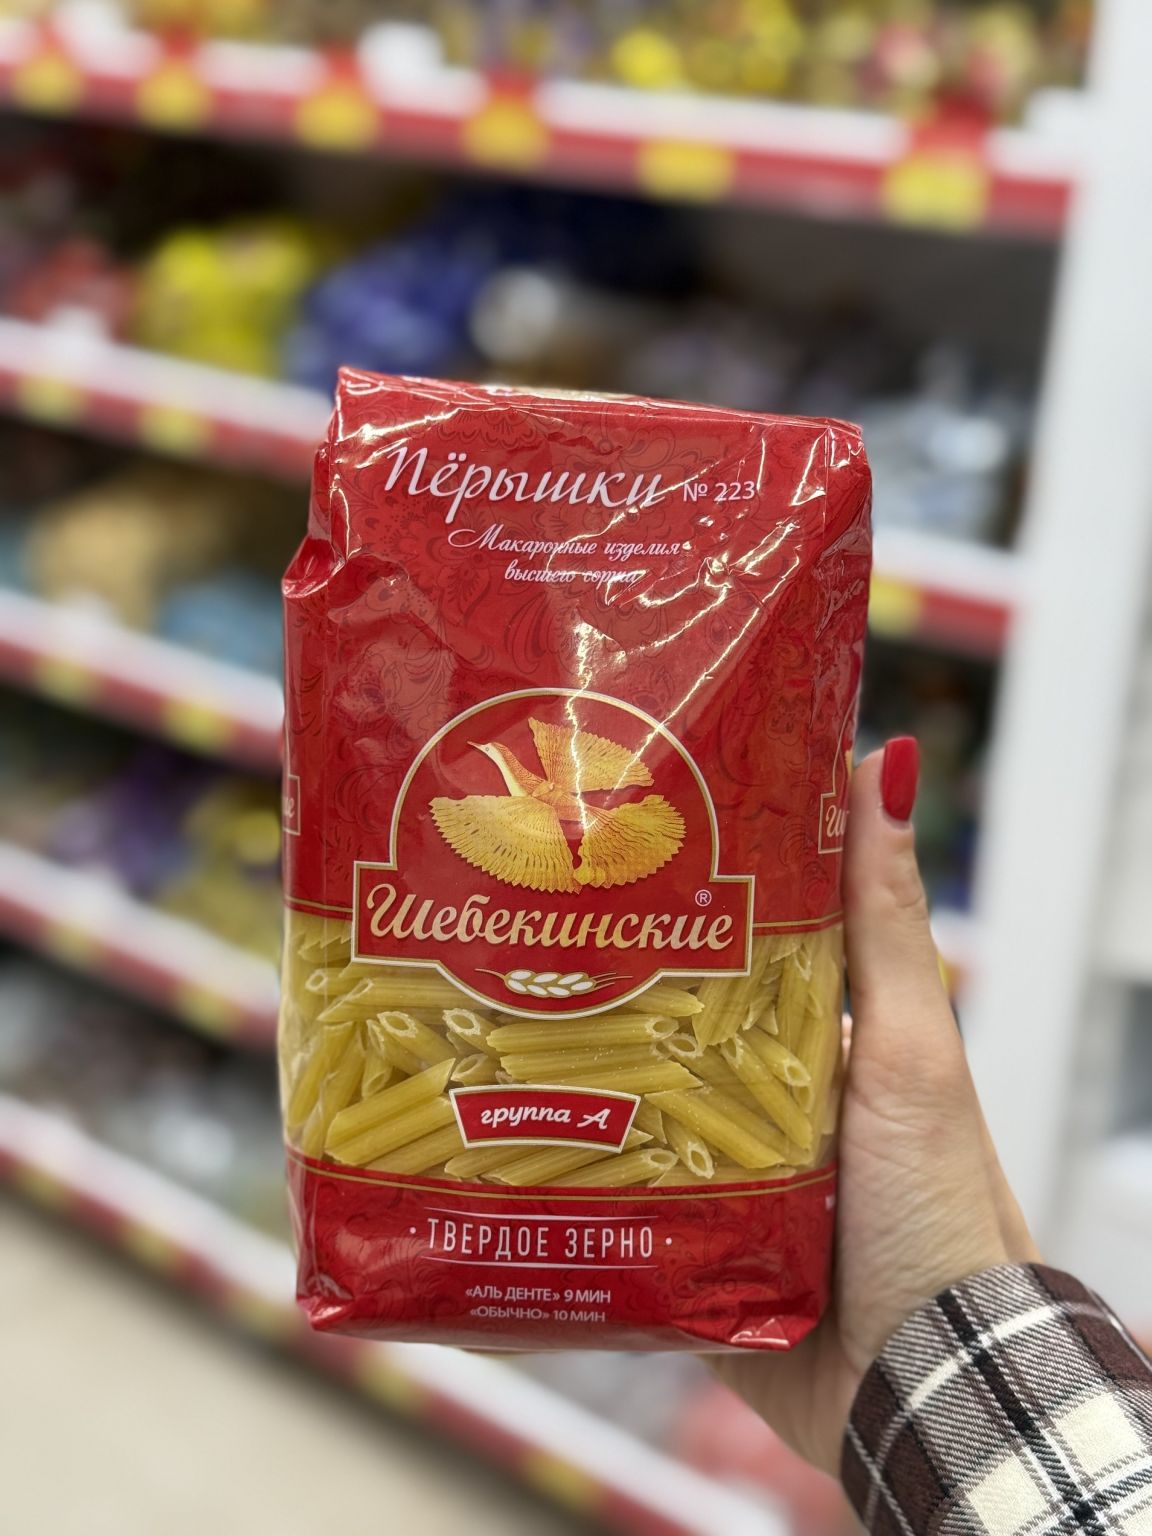 Пёрышки № 223
Макаронные изделия
высшего сорта
Шебекинские ®
группа А
• ТВЕРДОЕ ЗЕРНО •
«АЛЬ ДЕНТЕ» 9 МИН
«ОБЫЧНО» 10 МИН